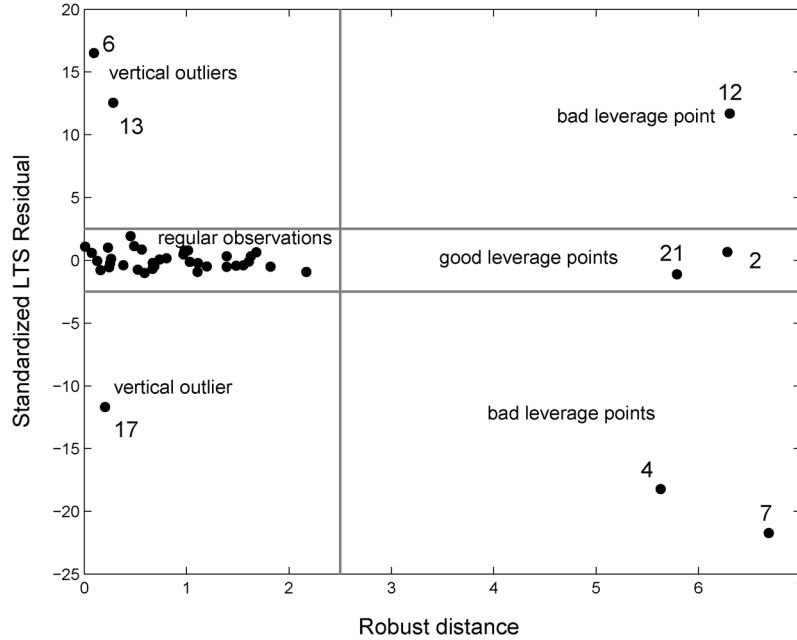 20
6
vertical outliers
15
12
13
bad leverage point
10
5
regular observations
21
good leverage points
2
0
−5
vertical outlier
−10
17
bad leverage points
4
−15
7
−20
−25
0 1 2 3 4 5 6 7
Standardized LTS Residual
Robust distance